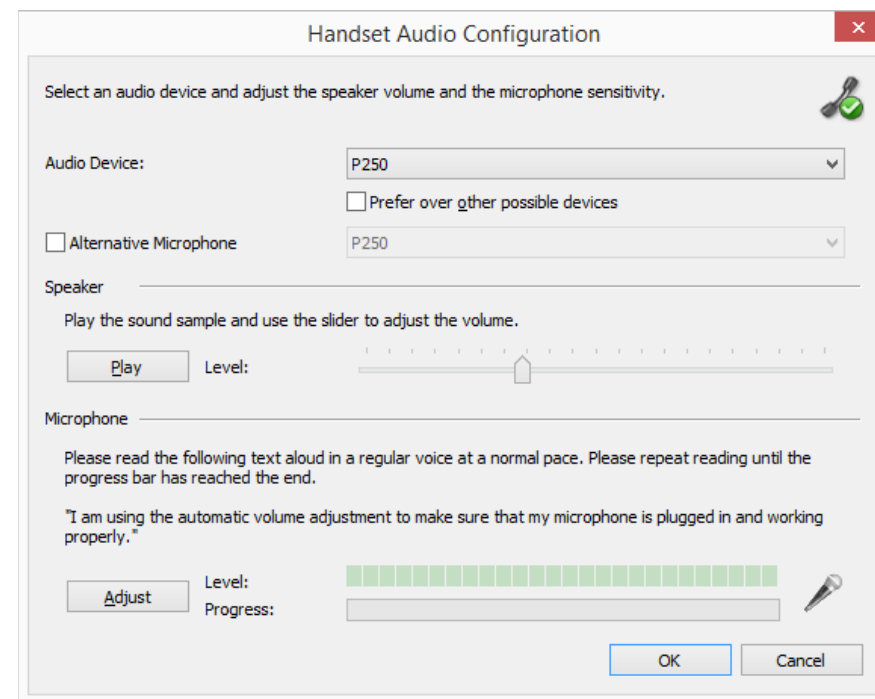 Handset Audio Configuration
Select an audio device and adjust the speaker volume and the microphone sensitivity.
Audio Device:
P250
Prefer over other possible devices
Alternative Microphone
P250
Speaker
Play the sound sample and use the slider to adjust the volume.
Play
Level:
Microphone
Please read the following text aloud in a regular voice at a normal pace. Please repeat reading until the
progress bar has reached the end.
"I am using the automatic volume adjustment to make sure that my microphone is plugged in and working
properly."
Adjust
Level:
Progress:
OK
Cancel